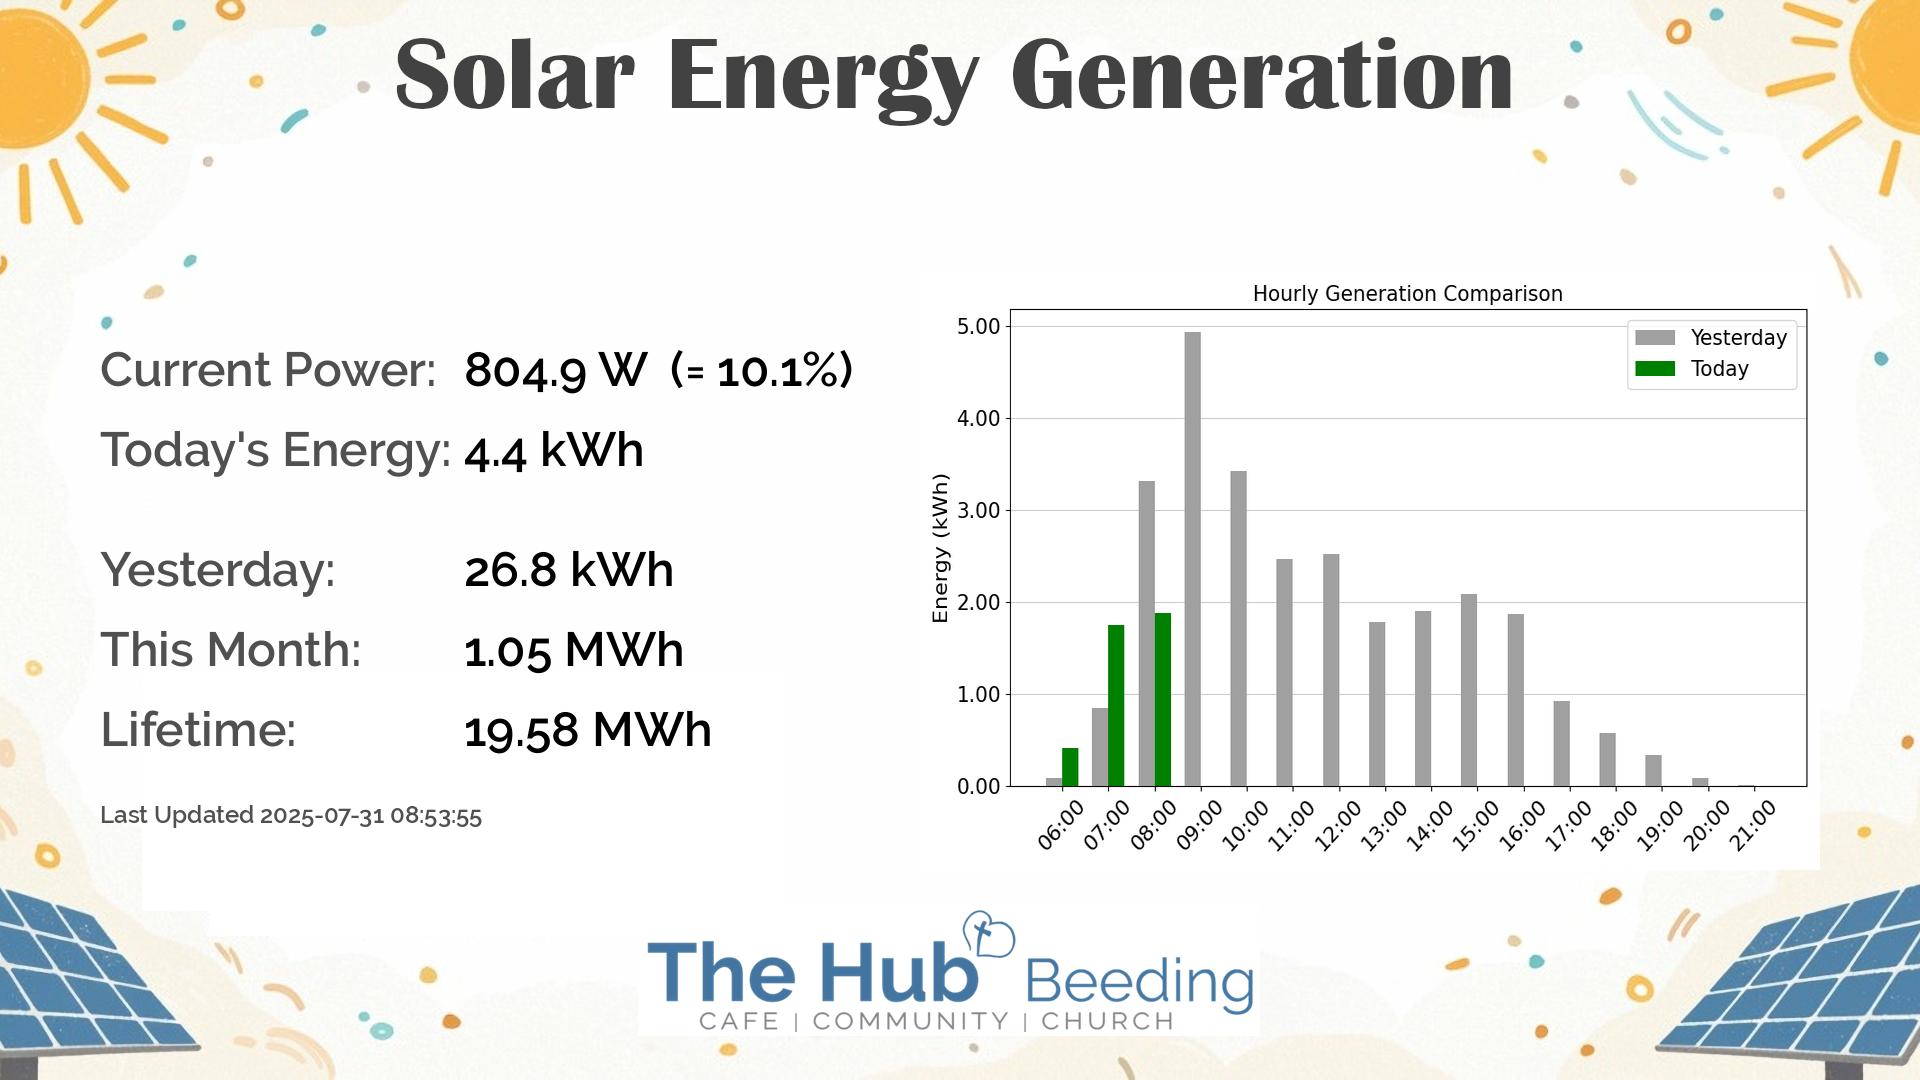 Solar Energy Generation
Current Power: 804.9 W (= 10.1%)
Today's Energy: 4.4 kWh
Yesterday: 26.8 kWh
This Month: 1.05 MWh
Lifetime: 19.58 MWh
Last Updated 2025-07-31 08:53:55
Hourly Generation Comparison
Yesterday
Today
Energy (kWh)
5.00
4.00
3.00
2.00
1.00
0.00
06:00 07:00 08:00 09:00 10:00 11:00 12:00 13:00 14:00 15:00 16:00 17:00 18:00 19:00 20:00 21:00
The Hub Beeding
CAFE | COMMUNITY | CHURCH